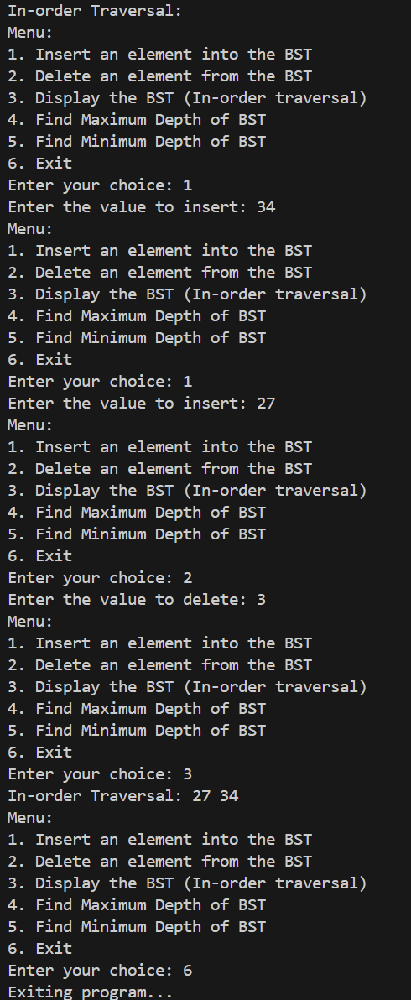 In-order Traversal:
Menu:
1. Insert an element into the BST
2. Delete an element from the BST
3. Display the BST (In-order traversal)
4. Find Maximum Depth of BST
5. Find Minimum Depth of BST
6. Exit
Enter your choice: 1
Enter the value to insert: 34
Menu:
1. Insert an element into the BST
2. Delete an element from the BST
3. Display the BST (In-order traversal)
4. Find Maximum Depth of BST
5. Find Minimum Depth of BST
6. Exit
Enter your choice: 1
Enter the value to insert: 27
Menu:
1. Insert an element into the BST
2. Delete an element from the BST
3. Display the BST (In-order traversal)
4. Find Maximum Depth of BST
5. Find Minimum Depth of BST
6. Exit
Enter your choice: 2
Enter the value to delete: 3
Menu:
1. Insert an element into the BST
2. Delete an element from the BST
3. Display the BST (In-order traversal)
4. Find Maximum Depth of BST
5. Find Minimum Depth of BST
6. Exit
Enter your choice: 3
In-order Traversal: 27 34
Menu:
1. Insert an element into the BST
2. Delete an element from the BST
3. Display the BST (In-order traversal)
4. Find Maximum Depth of BST
5. Find Minimum Depth of BST
6. Exit
Enter your choice: 6
Exiting program...